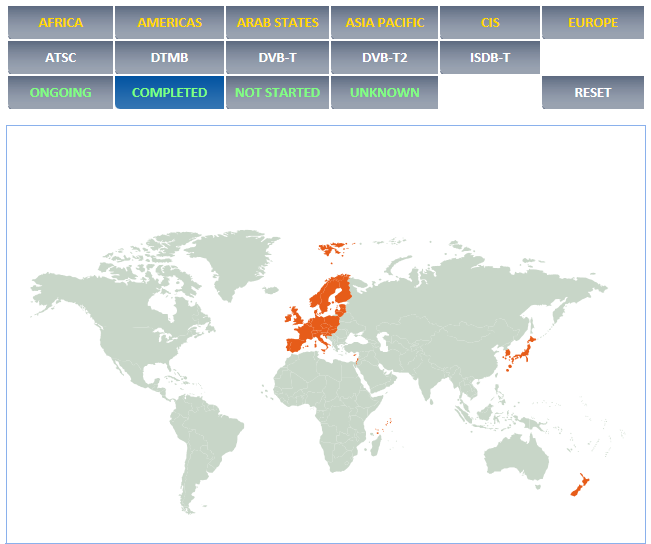 AFRICA AMERICAS ARAB STATES ASIA PACIFIC CIS EUROPE
ATSC DTMB DVB-T DVB-T2 ISDB-T
ONGOING COMPLETED NOT STARTED UNKNOWN RESET